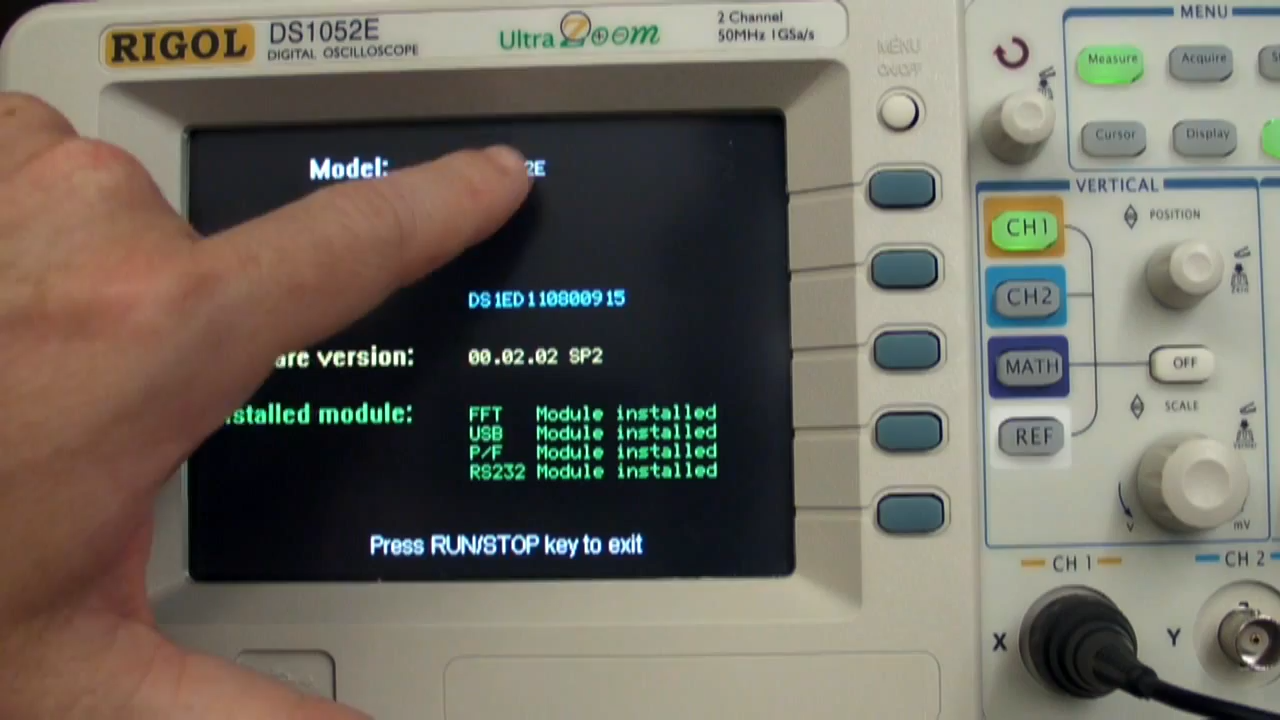 RIGOL DS1052E
DIGITAL OSCILLOSCOPE
UltraZoom
2 Channel
50MHz 1GSa/s
MENU
ON/OFF
MENU
Measure
Acquire
Cursor
Display
VERTICAL
POSITION
CH1
CH2
MATH
OFF
REF
SCALE
V
mV
CH 1
CH 2
X
Y
Model: 2E
DS1ED110800915
are version: 00.02.02 SP2
stalled module: FFT Module installed
USB Module installed
P/F Module installed
RS232 Module installed
Press RUN/STOP key to exit